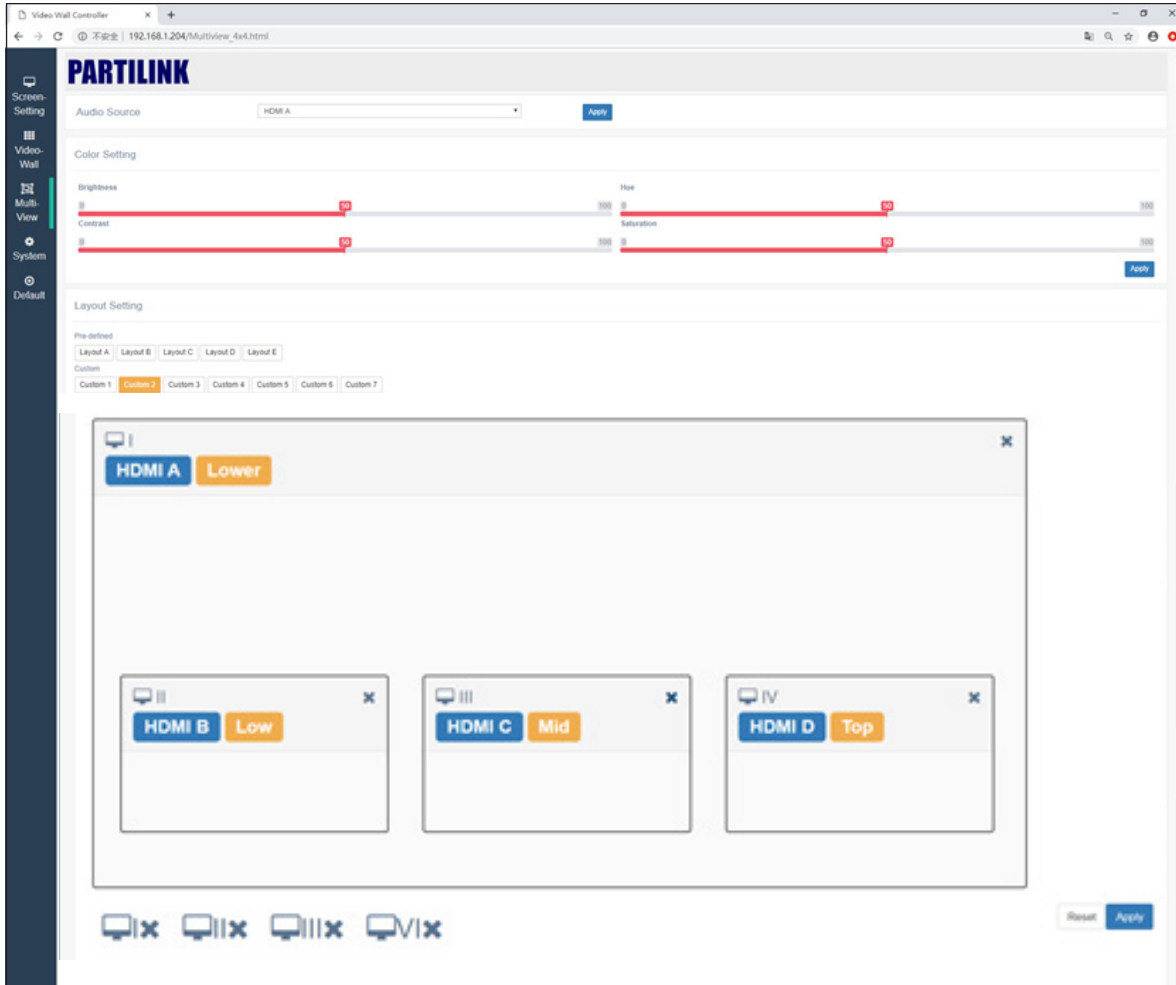 Video Wall Controller
不安全 | 192.168.1.204/Multiview_4x4.html
PARTILINK
Screen-
Setting
Video-
Wall
Multi-
View
System
Default
Audio Source HDMI A Apply
Color Setting
Brightness
0 50 100
Hue
0 50 100
Contrast
0 50 100
Saturation
0 50 100
Apply
Layout Setting
Pre-defined
Layout A Layout B Layout C Layout D Layout E
Custom
Custom 1 Custom 2 Custom 3 Custom 4 Custom 5 Custom 6 Custom 7
I
HDMI A Lower
II
HDMI B Low
III
HDMI C Mid
IV
HDMI D Top
I II III VI
Reset Apply